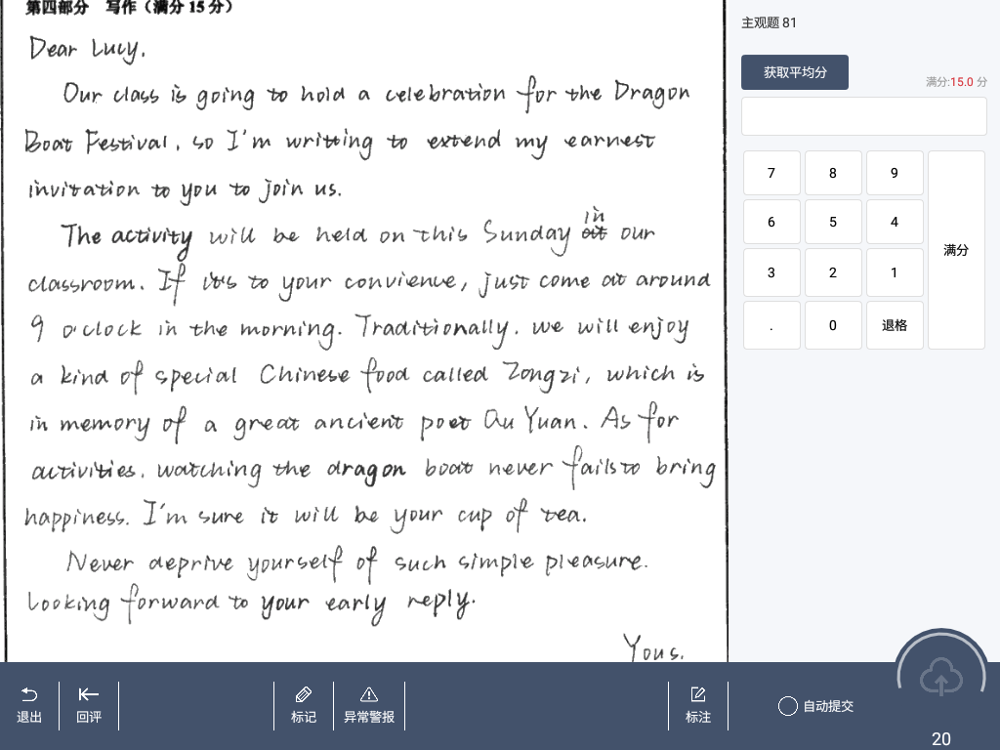 第四部分 写作（满分 15 分）
Dear Lucy,
Our class is going to hold a celebration for the Dragon
Boat Festival, so I'm writting to extend my earnest
invitation to you to join us.
The activity will be held on this Sunday in our
classroom. If it's to your convience, just come at around
9 o'clock in the morning. Traditionally, we will enjoy
a kind of special Chinese food called Zongzi, which is
in memory of a great ancient poet Qu Yuan. As for
activities, watching the dragon boat never fails to bring
happiness. I'm sure it will be your cup of tea.
Never deprive yourself of such simple pleasure.
Looking forward to your early reply.
Yous,
主观题 81
获取平均分
满分:15.0 分
7 8 9
6 5 4
满分
3 2 1
. 0 退格
退出
回评
标记
异常警报
标注
自动提交
20